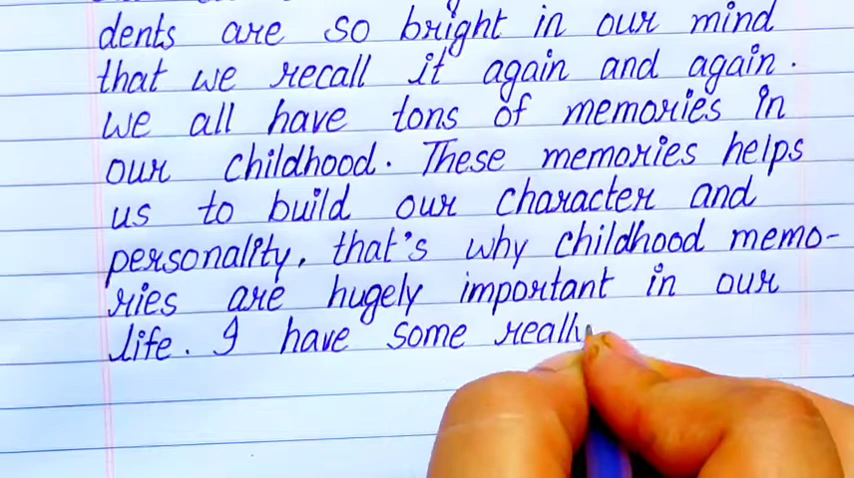 dents are so bright in our mind
that we recall it again and again.
we all have tons of memories in
our childhood. These memories helps
us to build our character and
personality, that's why childhood memo-
ries are hugely important in our
life. I have some really